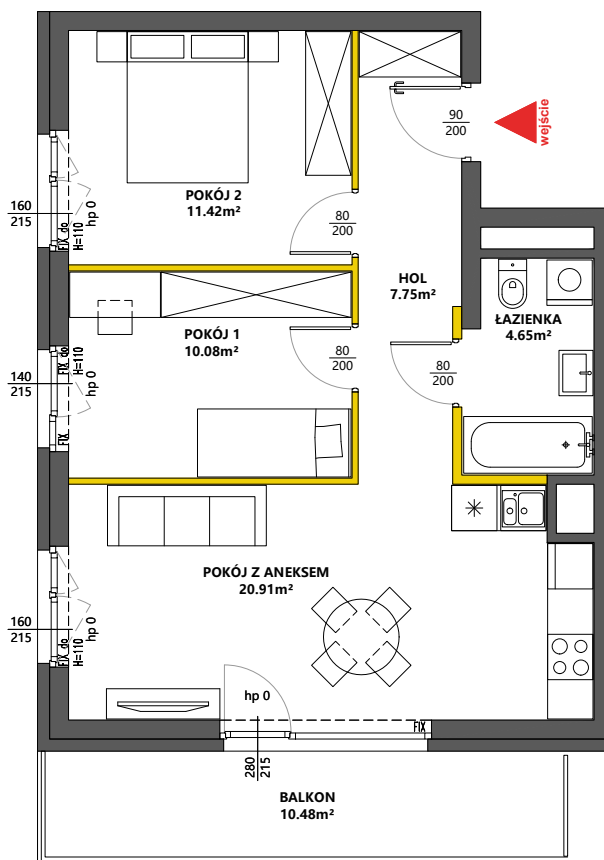 90
200
wejście
POKÓJ 2
11.42m²
160
215
hp 0
FIX do
H=110
80
200
HOL
7.75m²
ŁAZIENKA
4.65m²
POKÓJ 1
10.08m²
FIX do
H=110
140
215
hp 0
FIX
80
200
80
200
POKÓJ Z ANEKSEM
20.91m²
160
215
hp 0
FIX do
H=110
hp 0
FIX
280
215
BALKON
10.48m²